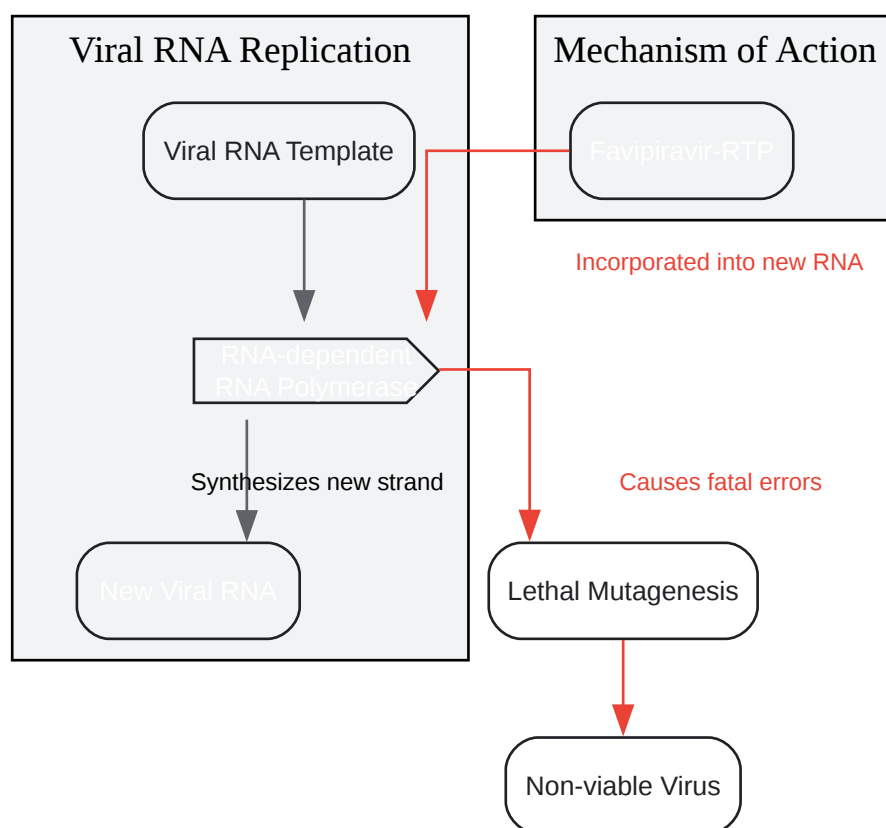 Viral RNA Replication
Mechanism of Action
Viral RNA Template
Favipiravir-RTP
Incorporated into new RNA
RNA-dependent
RNA Polymerase
Synthesizes new strand
Causes fatal errors
New Viral RNA
Lethal Mutagenesis
Non-viable Virus